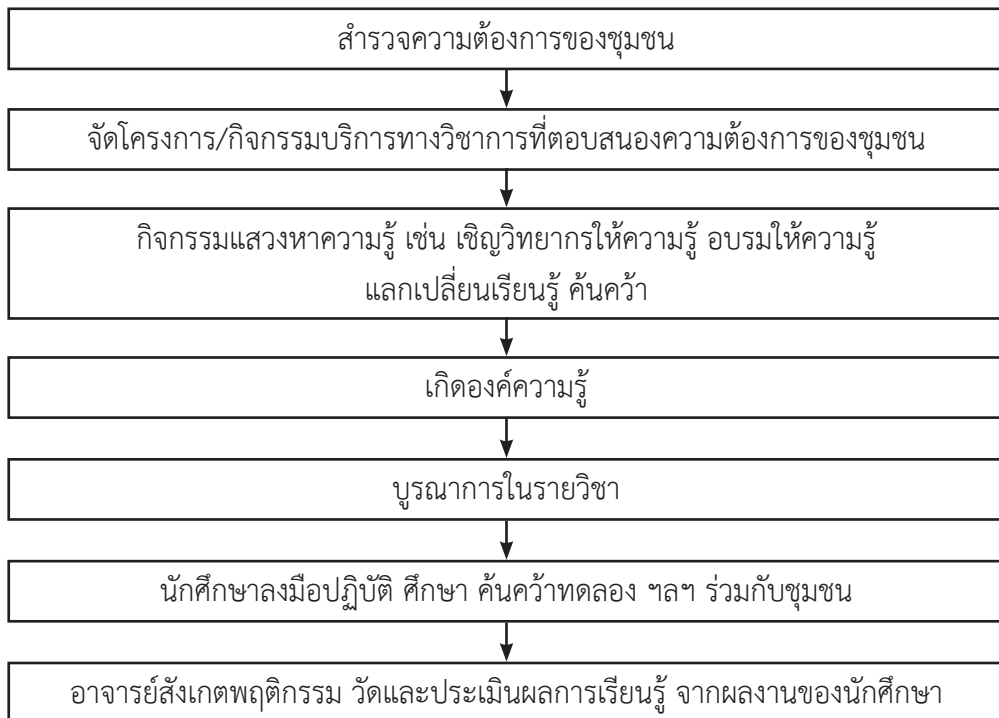 สำรวจความต้องการของชุมชน
จัดโครงการ/กิจกรรมบริการทางวิชาการที่ตอบสนองความต้องการของชุมชน
กิจกรรมแสวงหาความรู้ เช่น เชิญวิทยากรให้ความรู้ อบรมให้ความรู้
แลกเปลี่ยนเรียนรู้ ค้นคว้า
เกิดองค์ความรู้
บูรณาการในรายวิชา
นักศึกษาลงมือปฏิบัติ ศึกษา ค้นคว้าทดลอง ฯลฯ ร่วมกับชุมชน
อาจารย์สังเกตพฤติกรรม วัดและประเมินผลการเรียนรู้ จากผลงานของนักศึกษา